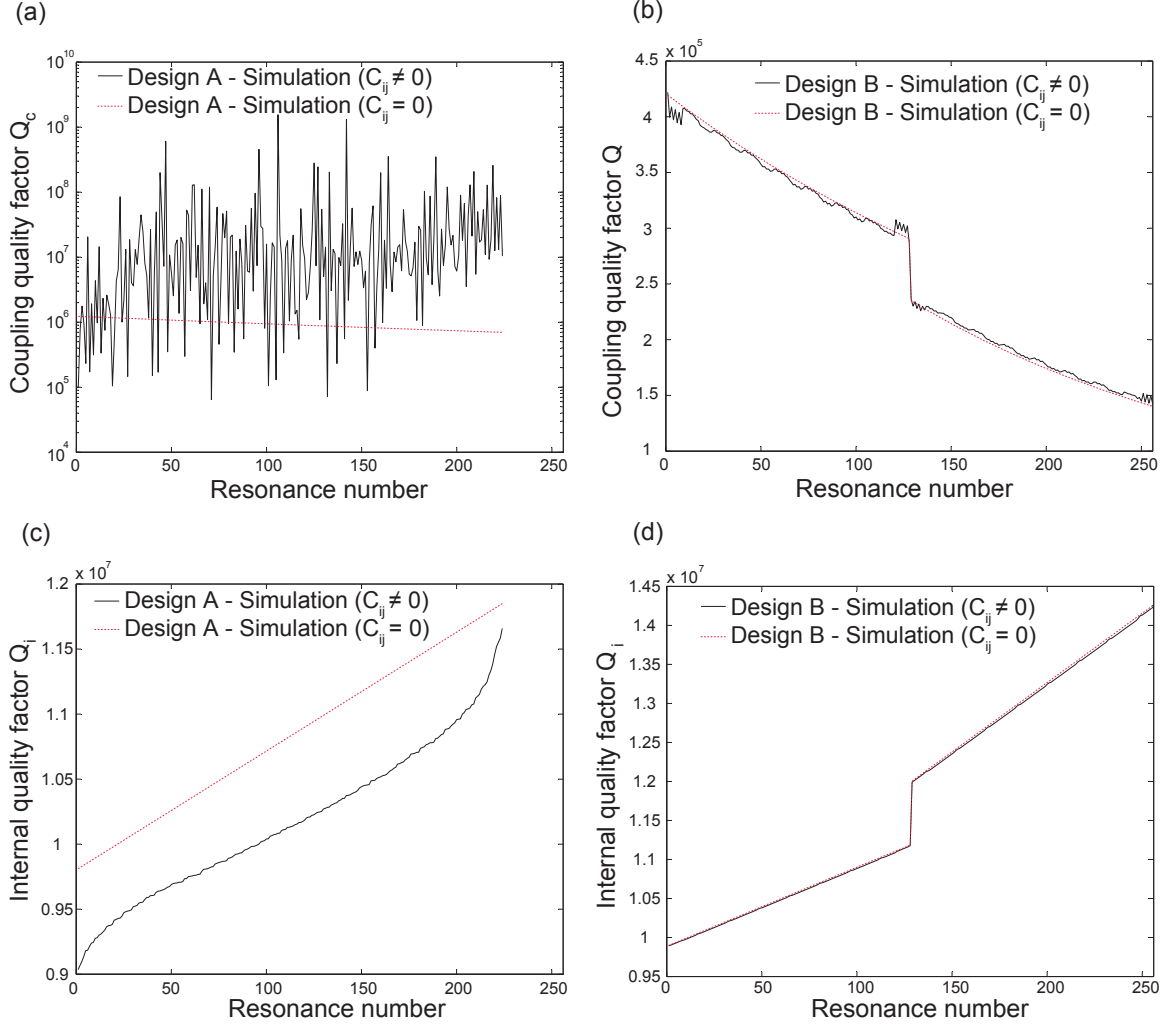 (a)
10^10
10^9
10^8
10^7
10^6
10^5
10^4
Coupling quality factor Q_c
Design A - Simulation (C_ij ≠ 0)
Design A - Simulation (C_ij = 0)
0 50 100 150 200 250
Resonance number
(b)
x 10^5
4.5
4
3.5
3
2.5
2
1.5
1
Coupling quality factor Q
Design B - Simulation (C_ij ≠ 0)
Design B - Simulation (C_ij = 0)
0 50 100 150 200 250
Resonance number
(c)
x 10^7
1.2
1.15
1.1
1.05
1
0.95
0.9
Internal quality factor Q_i
Design A - Simulation (C_ij ≠ 0)
Design A - Simulation (C_ij = 0)
0 50 100 150 200 250
Resonance number
(d)
x 10^7
1.45
1.4
1.35
1.3
1.25
1.2
1.15
1.1
1.05
1
0.95
Internal quality factor Q_i
Design B - Simulation (C_ij ≠ 0)
Design B - Simulation (C_ij = 0)
0 50 100 150 200 250
Resonance number